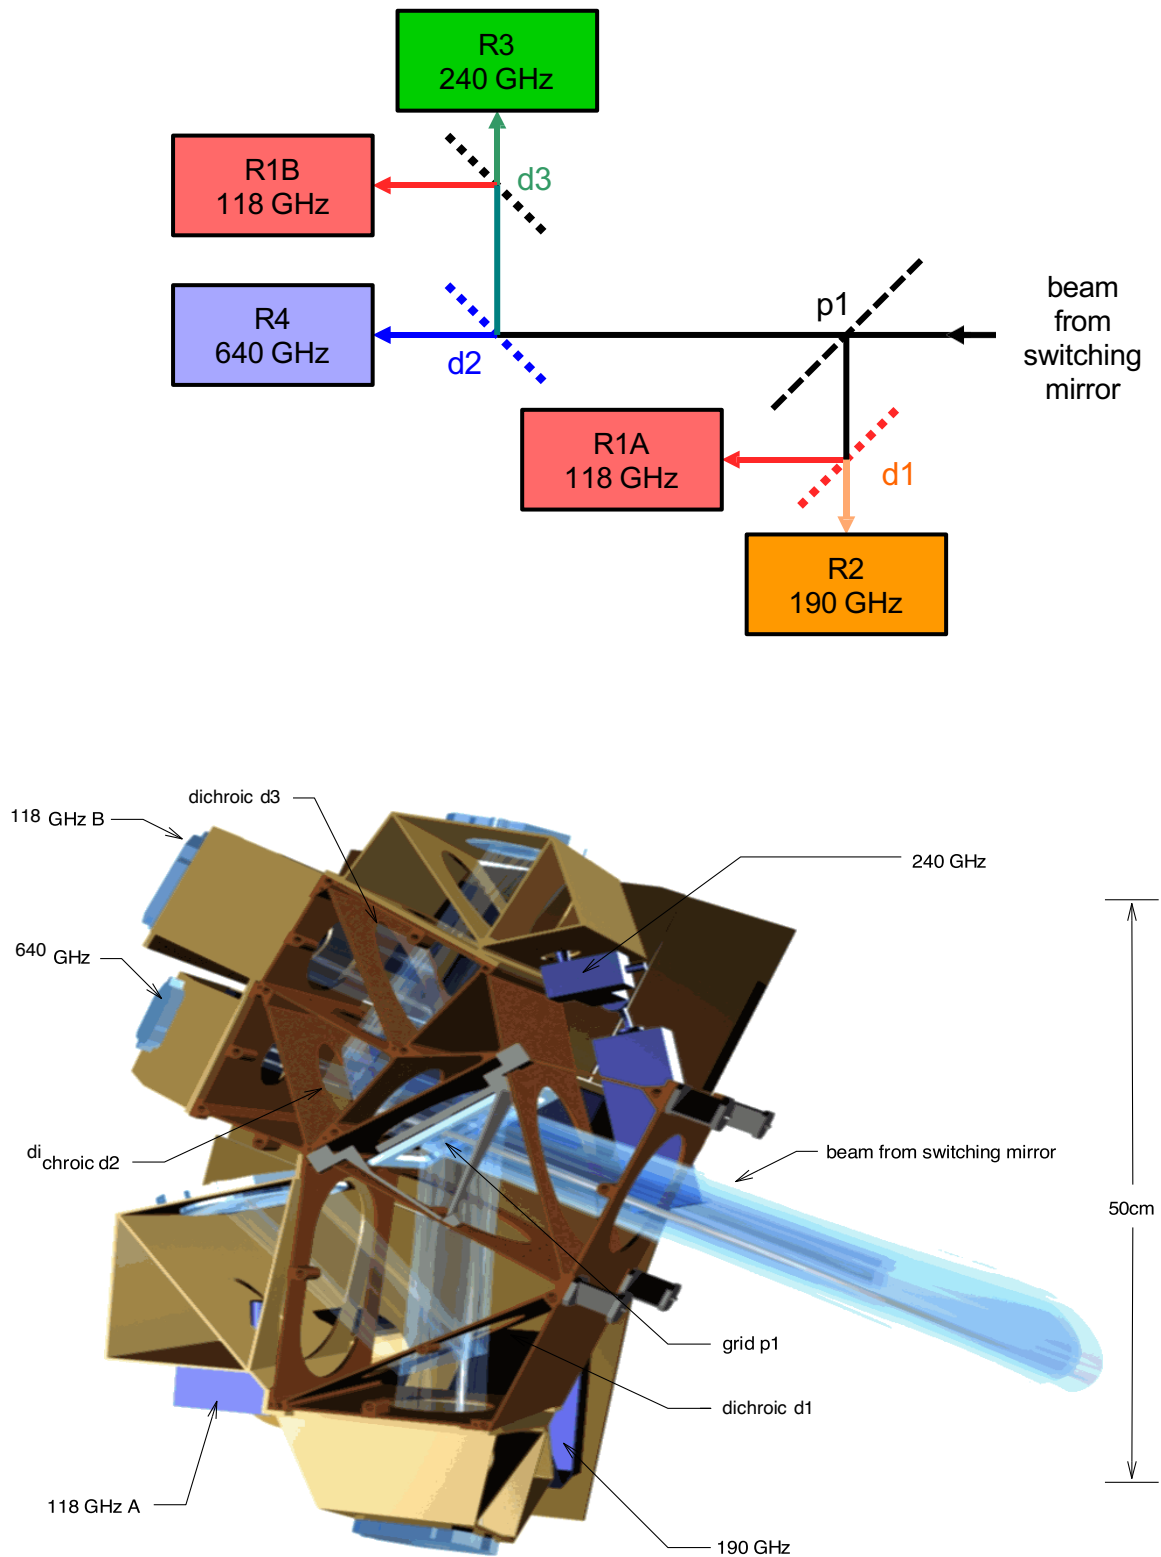 R3
240 GHz
R1B
118 GHz
d3
R4
640 GHz
d2
p1
beam
from
switching
mirror
R1A
118 GHz
d1
R2
190 GHz
dichroic d3
118 GHz B
240 GHz
640 GHz
dichroic d2
beam from switching mirror
50cm
grid p1
dichroic d1
118 GHz A
190 GHz